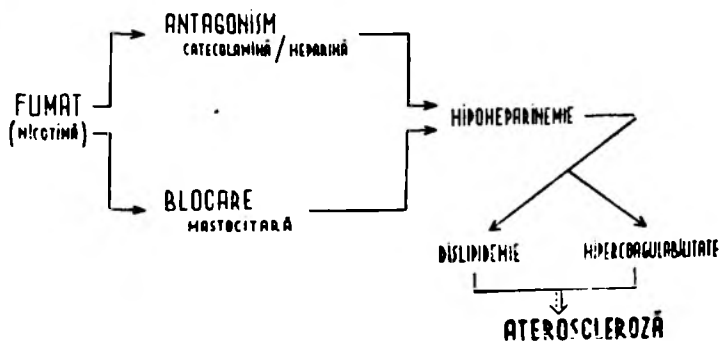 ANTAGONISM
CATECOLAMINĂ / HEPARINĂ
FUMAT
(NICOTINĂ)
HIPOHEPARINEMIE
BLOCARE
MASTOCITARĂ
DISLIPIDEMIE
HIPERCOAGULABILITATE
ATEROSCLEROZĂ